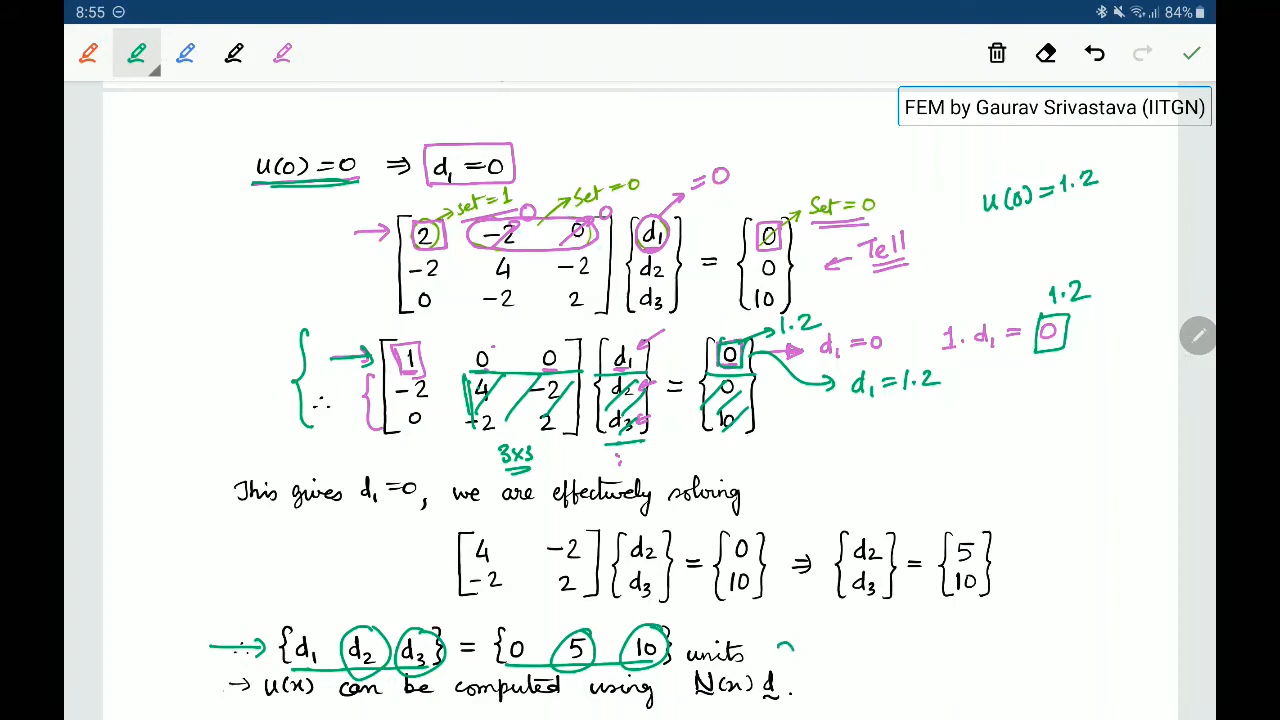 8:55
84%
FEM by Gaurav Srivastava (IITGN)
u(0)=0 ⇒ d₁=0
set=1 0 Set=0 0 =0 Set=0 u(0)=1.2
[2 -2 0] {d₁} {0}
[-2 4 -2] {d₂} = {0} ← Tell
[0 -2 2] {d₃} {10}
1.2 1.2
[1 0 0] {d₁} {0} → d₁=0 1.d₁=0
∴ [-2 4 -2] {d₂} = {0} → d₁=1.2
[0 -2 2] {d₃} {10}
3x3
This gives d₁=0, we are effectively solving
[4 -2] {d₂} = {0} ⇒ {d₂} = {5}
[-2 2] {d₃} {10} {d₃} {10}
∴ {d₁ d₂ d₃} = {0 5 10} units
→ u(x) can be computed using N(x) d.